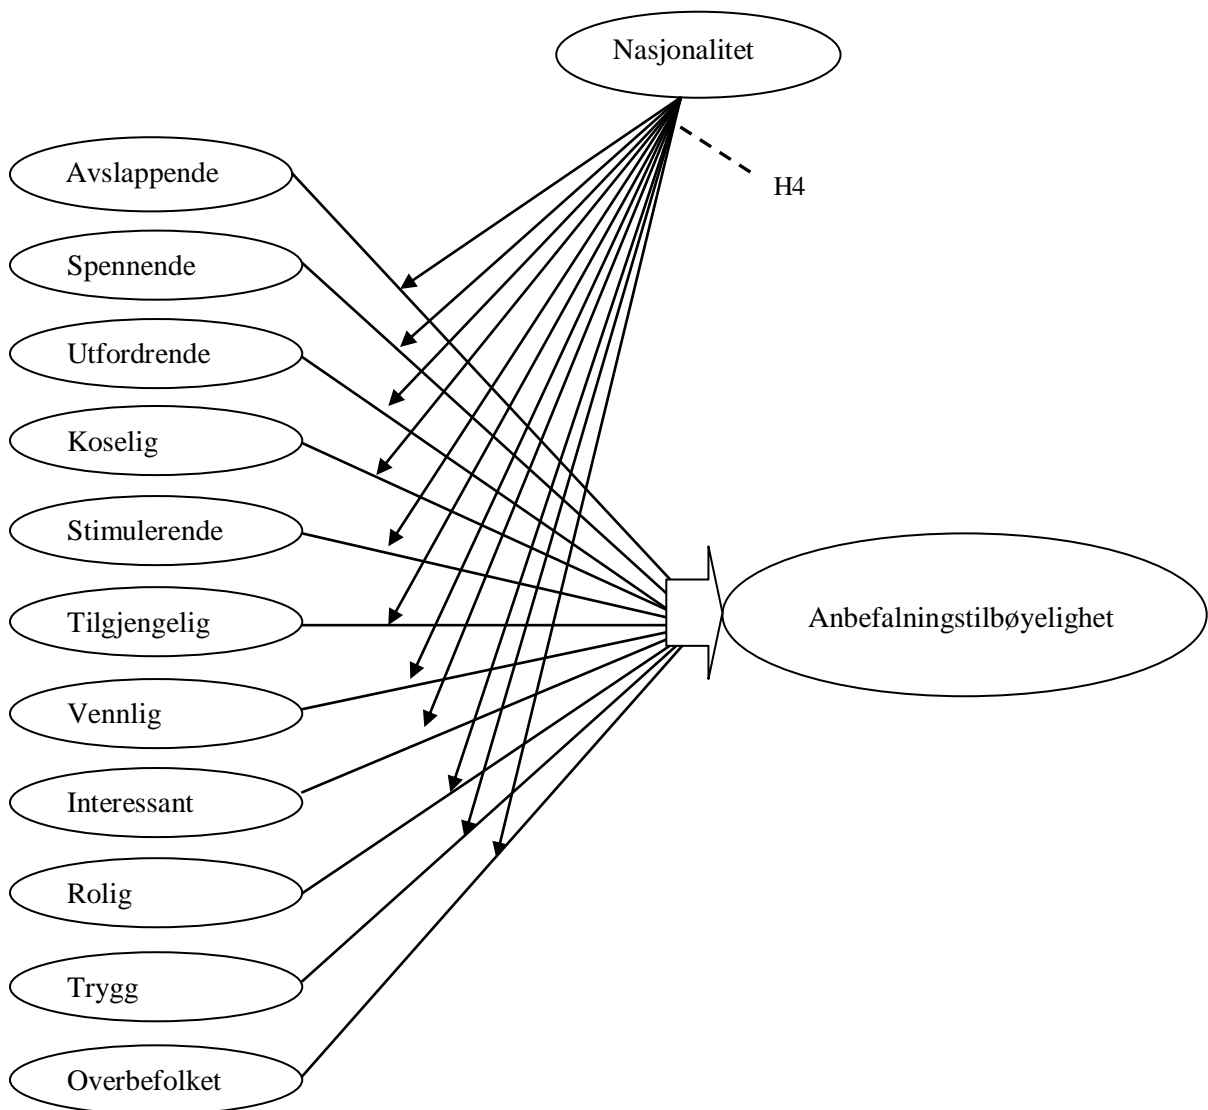 Nasjonalitet
Avslappende
H4
Spennende
Utfordrende
Koselig
Stimulerende
Tilgjengelig
Anbefalningstilbøyelighet
Vennlig
Interessant
Rolig
Trygg
Overbefolket